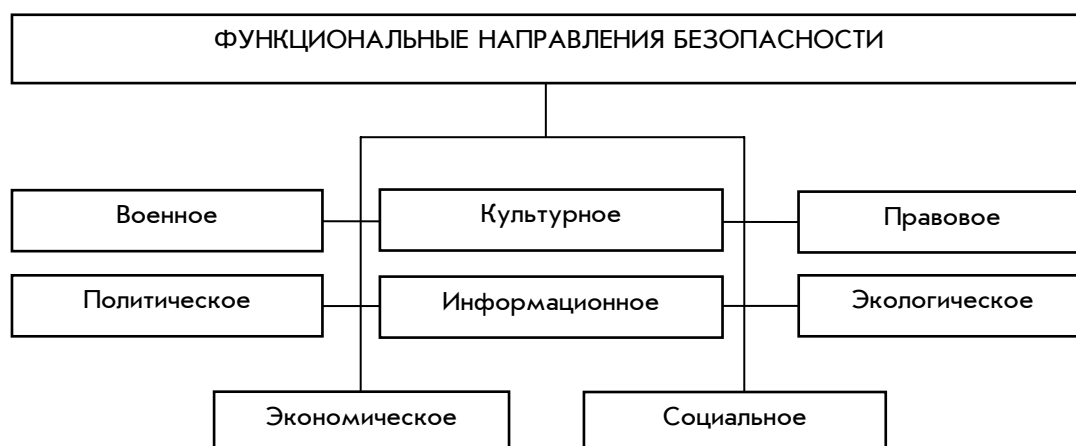 ФУНКЦИОНАЛЬНЫЕ НАПРАВЛЕНИЯ БЕЗОПАСНОСТИ
Военное
Культурное
Правовое
Политическое
Информационное
Экологическое
Экономическое
Социальное